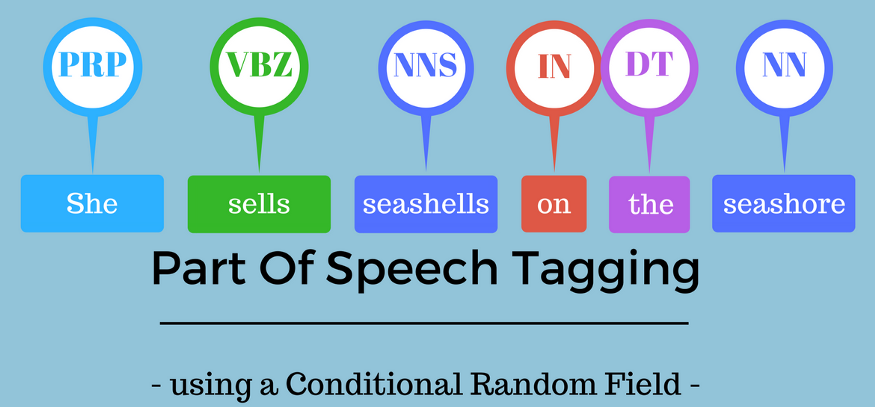 PRP VBZ NNS IN DT NN
She sells seashells on the seashore
Part Of Speech Tagging
- using a Conditional Random Field -